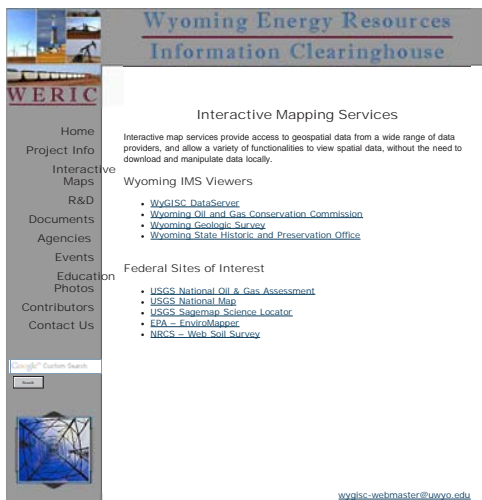 Wyoming Energy Resources
Information Clearinghouse
WERIC
Home
Project Info
Interactive
Maps
R&D
Documents
Agencies
Events
Education
Photos
Contributors
Contact Us
Google™ Custom Search
Search
Interactive Mapping Services
Interactive map services provide access to geospatial data from a wide range of data
providers, and allow a variety of functionalities to view spatial data, without the need to
download and manipulate data locally.
Wyoming IMS Viewers
• WyGISC DataServer
• Wyoming Oil and Gas Conservation Commission
• Wyoming Geologic Survey
• Wyoming State Historic and Preservation Office
Federal Sites of Interest
• USGS National Oil & Gas Assessment
• USGS National Map
• USGS Sagemap Science Locator
• EPA – EnviroMapper
• NRCS – Web Soil Survey
wygisc-webmaster@uwyo.edu